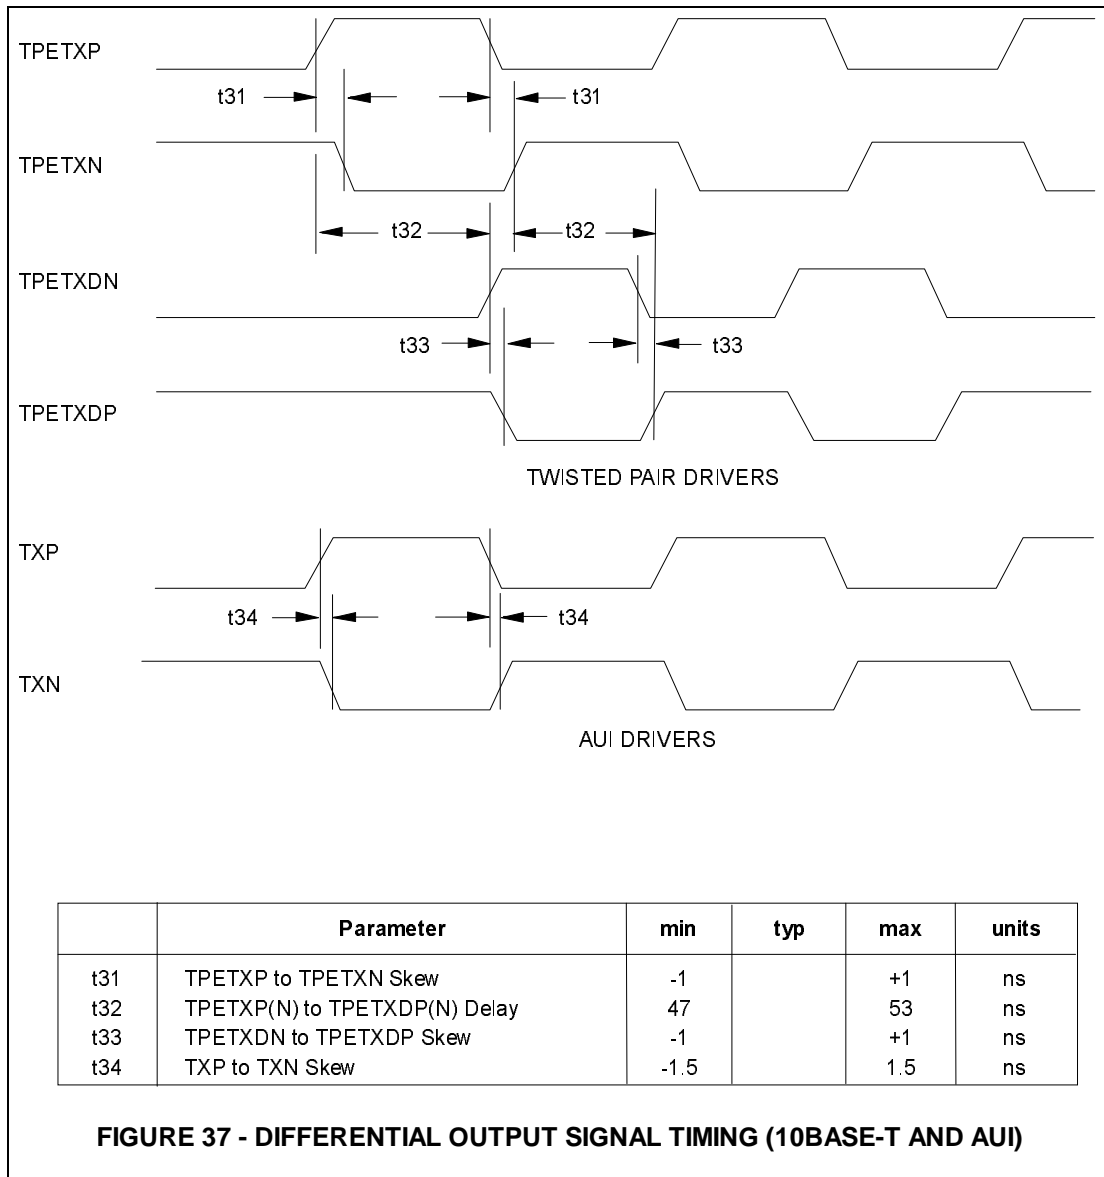 TPETXP
t31 t31
TPETXN
t32 t32
TPETXDN
t33 t33
TPETXDP
TWISTED PAIR DRIVERS
TXP
t34 t34
TXN
AUI DRIVERS
Parameter min typ max units
t31 TPETXP to TPETXN Skew -1 +1 ns
t32 TPETXP(N) to TPETXDP(N) Delay 47 53 ns
t33 TPETXDN to TPETXDP Skew -1 +1 ns
t34 TXP to TXN Skew -1.5 1.5 ns
FIGURE 37 - DIFFERENTIAL OUTPUT SIGNAL TIMING (10BASE-T AND AUI)